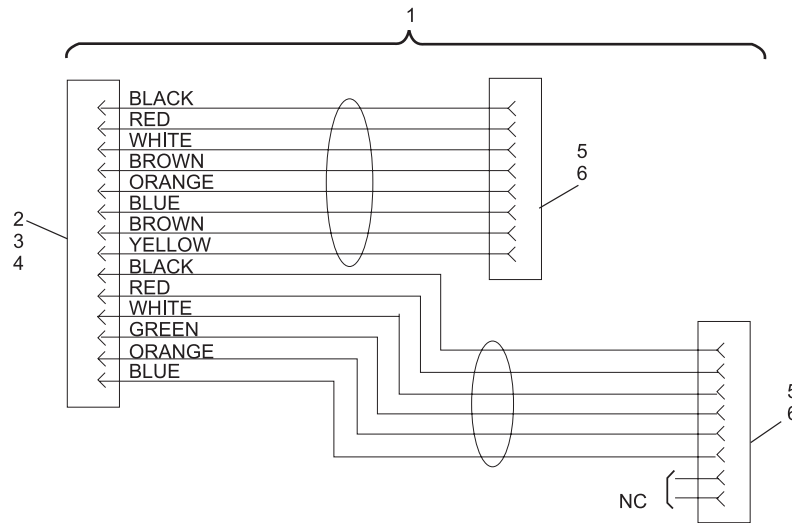 1
BLACK
RED
WHITE
BROWN
ORANGE
BLUE
BROWN
YELLOW
BLACK
RED
WHITE
GREEN
ORANGE
BLUE
2
3
4
5
6
5
6
NC